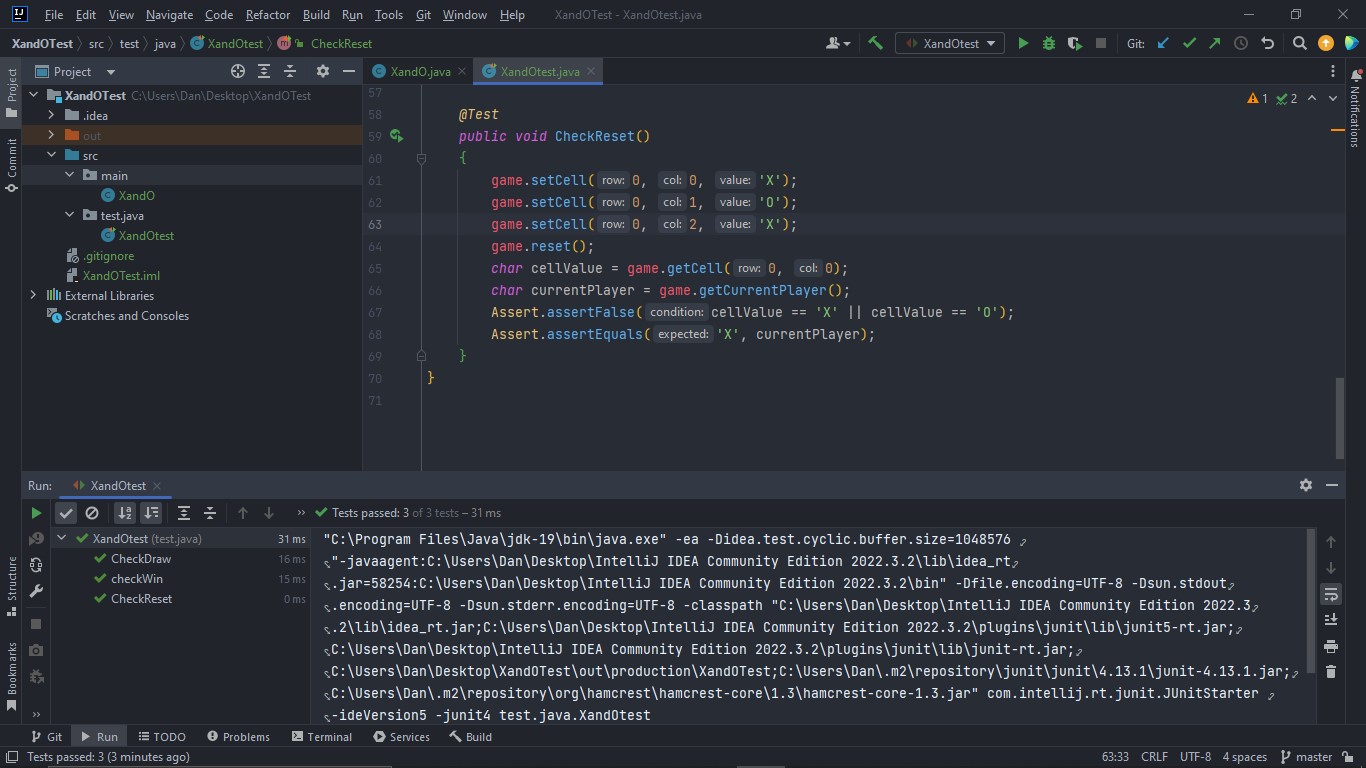 File Edit View Navigate Code Refactor Build Run Tools Git Window Help XandOTest - XandOtest.java
XandOTest src test java XandOtest CheckReset XandOtest Git:
Project XandO.java XandOtest.java
XandOTest C:\Users\Dan\Desktop\XandOTest
.idea
out
src
main
XandO
test.java
XandOtest
.gitignore
XandOTest.iml
External Libraries
Scratches and Consoles
Project
Commit
Structure
Bookmarks
Notifications
1 2
57
58 @Test
59 public void CheckReset()
60 {
61 game.setCell( row: 0, col: 0, value: 'X');
62 game.setCell( row: 0, col: 1, value: 'O');
63 game.setCell( row: 0, col: 2, value: 'X');
64 game.reset();
65 char cellValue = game.getCell( row: 0, col: 0);
66 char currentPlayer = game.getCurrentPlayer();
67 Assert.assertFalse( condition: cellValue == 'X' || cellValue == 'O');
68 Assert.assertEquals( expected: 'X', currentPlayer);
69 }
70 }
71
Run: XandOtest
Tests passed: 3 of 3 tests – 31 ms
XandOtest (test.java) 31 ms
CheckDraw 16 ms
checkWin 15 ms
CheckReset 0 ms
"C:\Program Files\Java\jdk-19\bin\java.exe" -ea -Didea.test.cyclic.buffer.size=1048576
"-javaagent:C:\Users\Dan\Desktop\IntelliJ IDEA Community Edition 2022.3.2\lib\idea_rt
.jar=58254:C:\Users\Dan\Desktop\IntelliJ IDEA Community Edition 2022.3.2\bin" -Dfile.encoding=UTF-8 -Dsun.stdout
.encoding=UTF-8 -Dsun.stderr.encoding=UTF-8 -classpath "C:\Users\Dan\Desktop\IntelliJ IDEA Community Edition 2022.3
.2\lib\idea_rt.jar;C:\Users\Dan\Desktop\IntelliJ IDEA Community Edition 2022.3.2\plugins\junit\lib\junit5-rt.jar;
C:\Users\Dan\Desktop\IntelliJ IDEA Community Edition 2022.3.2\plugins\junit\lib\junit-rt.jar;
C:\Users\Dan\Desktop\XandOTest\out\production\XandOTest;C:\Users\Dan\.m2\repository\junit\junit\4.13.1\junit-4.13.1.jar;
C:\Users\Dan\.m2\repository\org\hamcrest\hamcrest-core\1.3\hamcrest-core-1.3.jar" com.intellij.rt.junit.JUnitStarter
-ideVersion5 -junit4 test.java.XandOtest
Git Run TODO Problems Terminal Services Build
Tests passed: 3 (3 minutes ago) 63:33 CRLF UTF-8 4 spaces master